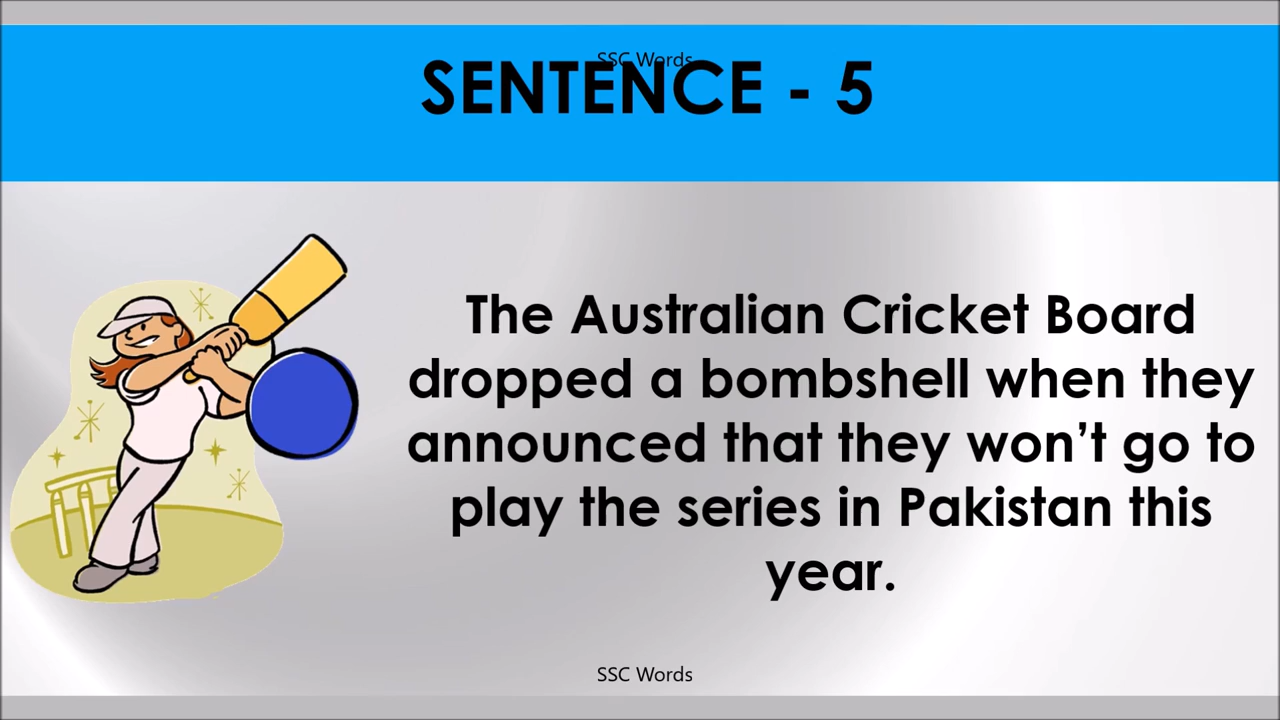 SSC Words
SENTENCE - 5
The Australian Cricket Board
dropped a bombshell when they
announced that they won’t go to
play the series in Pakistan this
year.
SSC Words